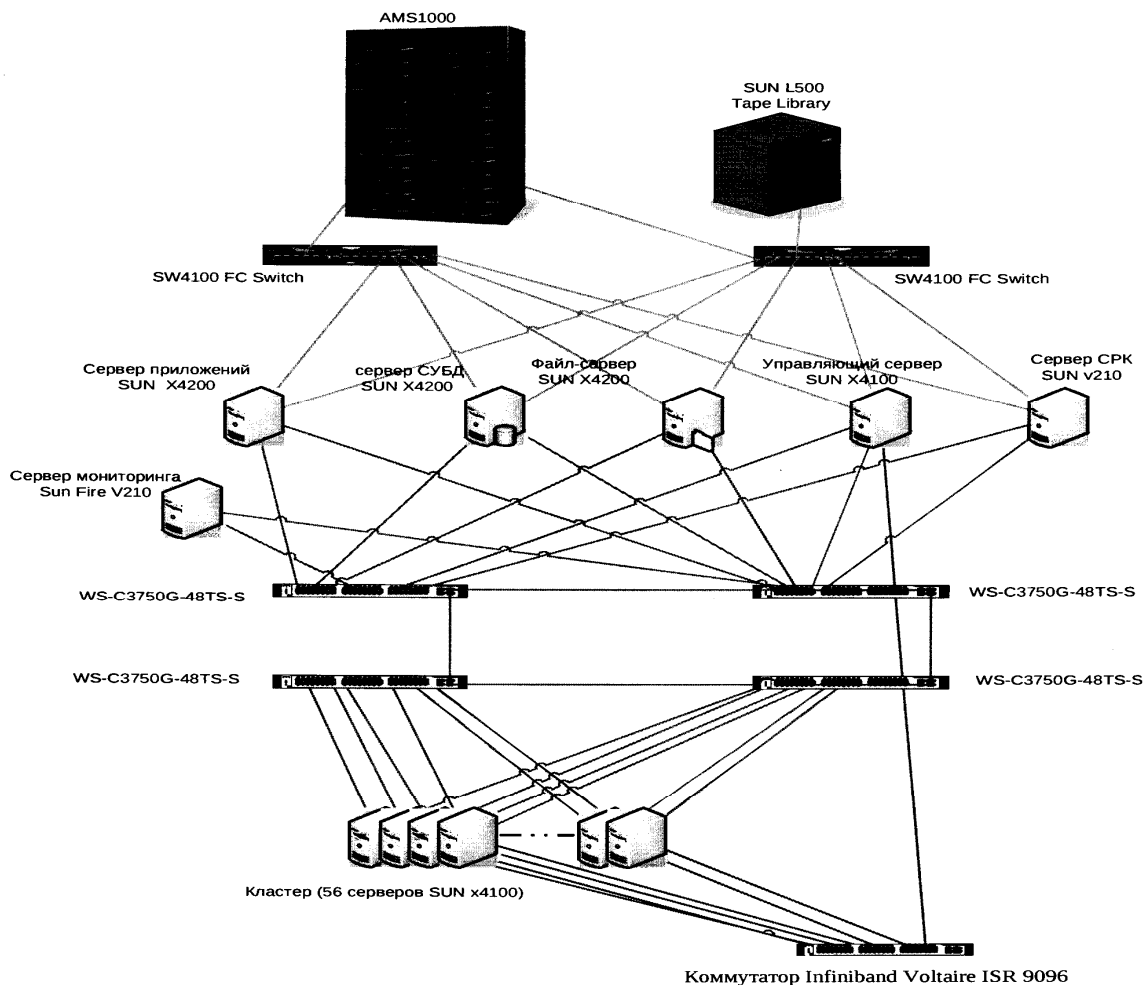 AMS1000
SUN L500
Tape Library
SW4100 FC Switch
SW4100 FC Switch
Сервер приложений
SUN X4200
сервер СУБД
SUN X4200
Файл-сервер
SUN X4200
Управляющий сервер
SUN X4100
Сервер СРК
SUN v210
Сервер мониторинга
Sun Fire V210
WS-C3750G-48TS-S
WS-C3750G-48TS-S
WS-C3750G-48TS-S
WS-C3750G-48TS-S
Кластер (56 серверов SUN x4100)
Коммутатор Infiniband Voltaire ISR 9096